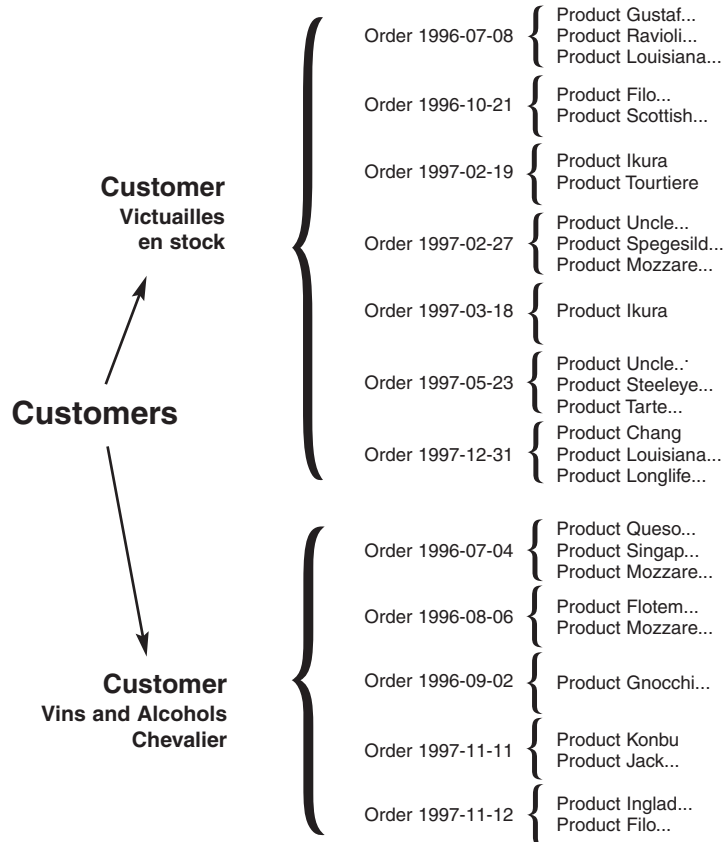 Customers
Customer
Victuailles
en stock
Order 1996-07-08
Product Gustaf...
Product Ravioli...
Product Louisiana...
Order 1996-10-21
Product Filo...
Product Scottish...
Order 1997-02-19
Product Ikura
Product Tourtiere
Order 1997-02-27
Product Uncle...
Product Spegesild...
Product Mozzare...
Order 1997-03-18
Product Ikura
Order 1997-05-23
Product Uncle...
Product Steeleye...
Product Tarte...
Order 1997-12-31
Product Chang
Product Louisiana...
Product Longlife...
Customer
Vins and Alcohols
Chevalier
Order 1996-07-04
Product Queso...
Product Singap...
Product Mozzare...
Order 1996-08-06
Product Flotem...
Product Mozzare...
Order 1996-09-02
Product Gnocchi...
Order 1997-11-11
Product Konbu
Product Jack...
Order 1997-11-12
Product Inglad...
Product Filo...